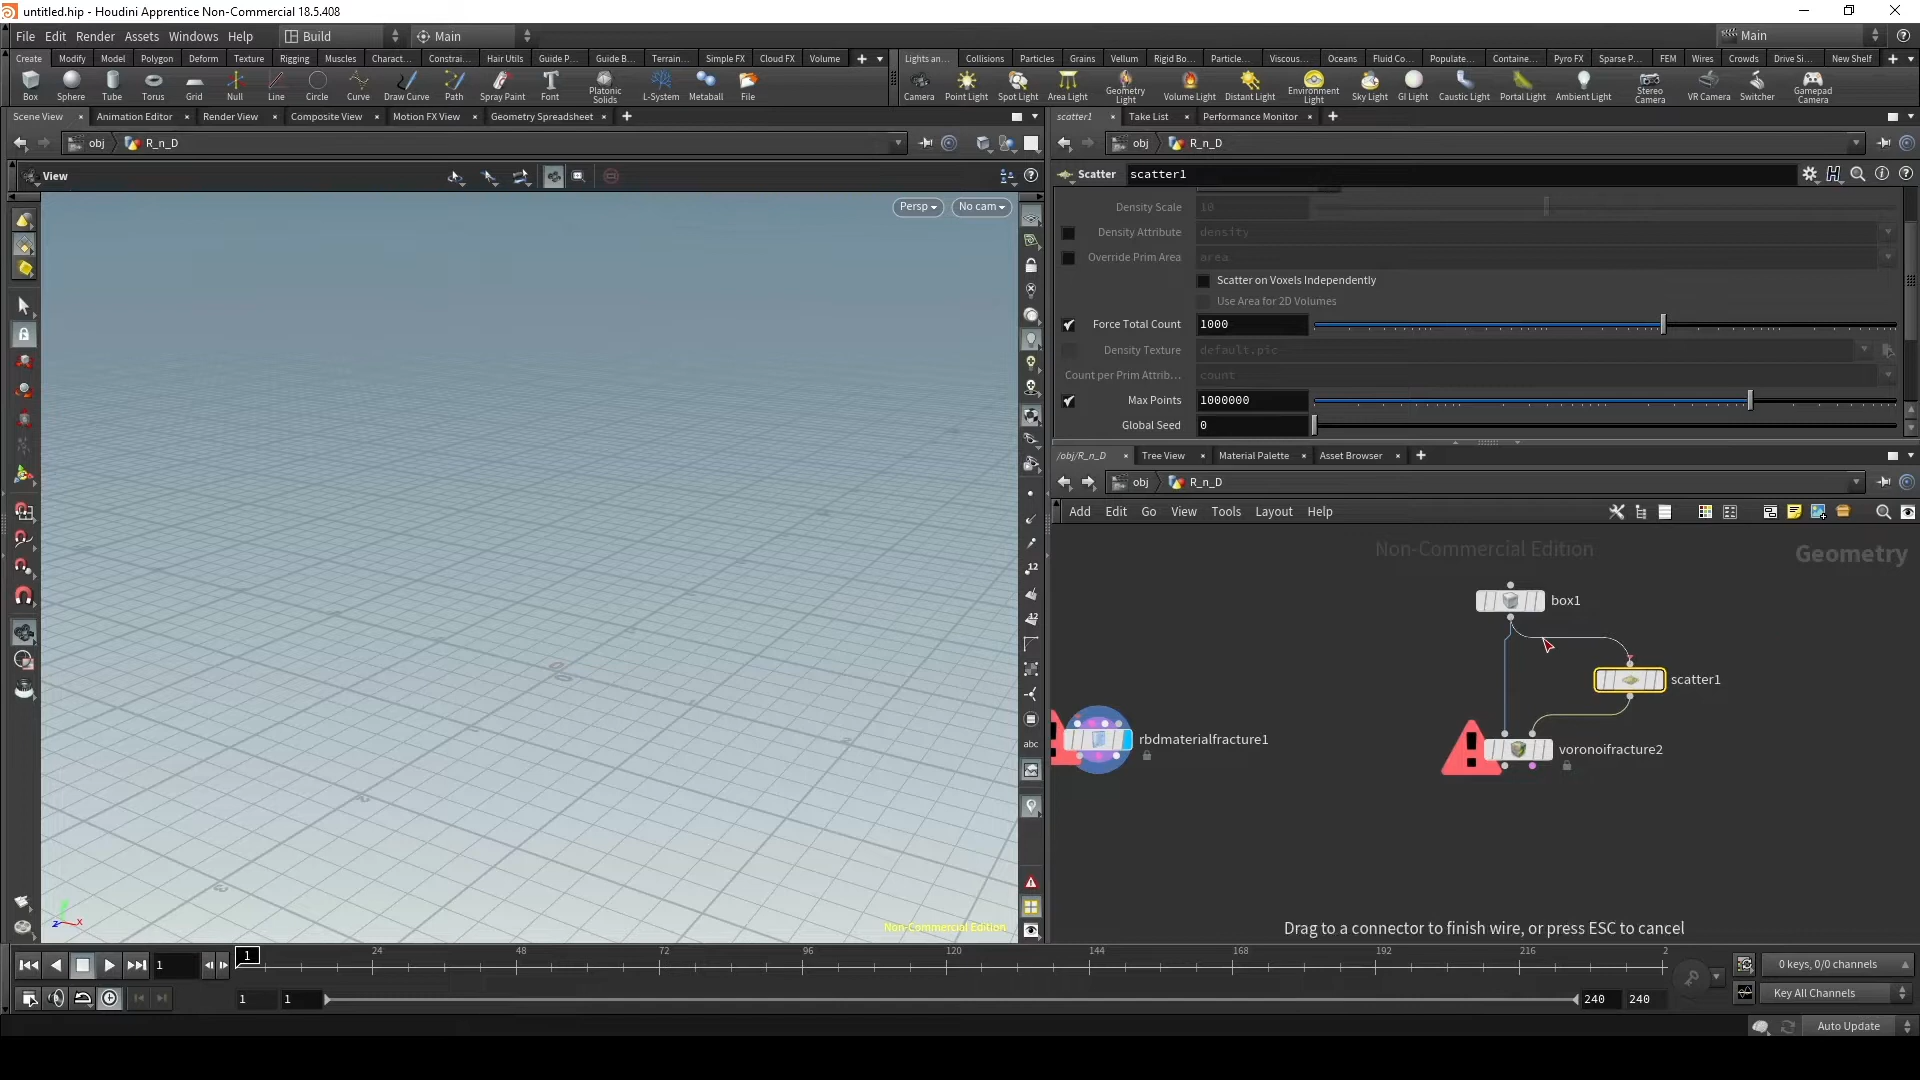 untitled.hip - Houdini Apprentice Non-Commercial 18.5.408
File Edit Render Assets Windows Help Build Main Main
Create Modify Model Polygon Deform Texture Rigging Muscles Charact... Constrai... Hair Utils Guide P... Guide B... Terrain... Simple FX Cloud FX Volume
Lights an... Collisions Particles Grains Vellum Rigid Bo... Particle... Viscous... Oceans Fluid Co... Populate... Containe... Pyro FX Sparse P... FEM Wires Crowds Drive Si... New Shelf
Box Sphere Tube Torus Grid Null Line Circle Curve Draw Curve Path Spray Paint Font Platonic Solids L-System Metaball File
Camera Point Light Spot Light Area Light Geometry Light Volume Light Distant Light Environment Light Sky Light GI Light Caustic Light Portal Light Ambient Light Stereo Camera VR Camera Switcher Gamepad Camera
Scene View Animation Editor Render View Composite View Motion FX View Geometry Spreadsheet
scatter1 Take List Performance Monitor
obj R_n_D
obj R_n_D
View
Persp No cam
Scatter scatter1
Density Scale 10
Density Attribute density
Override Prim Area area
Scatter on Voxels Independently
Use Area for 2D Volumes
Force Total Count 1000
Density Texture default.pic
Count per Prim Attrib... count
Max Points 1000000
Global Seed 0
/obj/R_n_D Tree View Material Palette Asset Browser
obj R_n_D
Add Edit Go View Tools Layout Help
Non-Commercial Edition
Geometry
box1
scatter1
rbdmaterialfracture1
voronoifracture2
12
12
abc
Z X
Non-Commercial Edition
Drag to a connector to finish wire, or press ESC to cancel
1 1 24 48 72 96 120 144 168 192 216 2
0 keys, 0/0 channels
1 1 240 240
Key All Channels
Auto Update